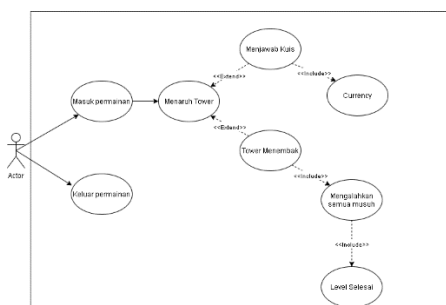 Menjawab Kuis
<<Extend>>
<<Include>>
Masuk permainan
Menaruh Tower
Currency
<<Extend>>
Actor
Tower Menembak
Keluar permainan
<<Include>>
Mengalahkan
semua musuh
<<Include>>
Level Selesai